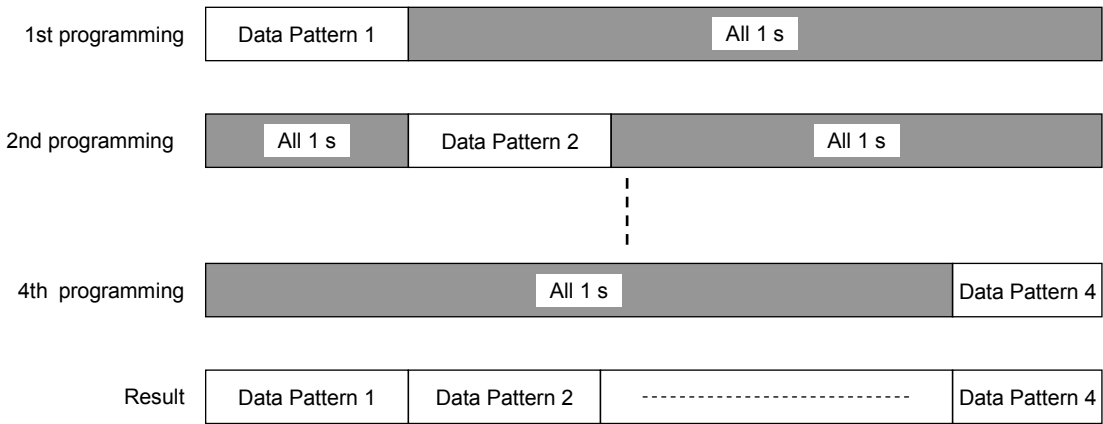 1st programming
Data Pattern 1
All 1 s
2nd programming
All 1 s
Data Pattern 2
All 1 s
4th programming
All 1 s
Data Pattern 4
Result
Data Pattern 1
Data Pattern 2
Data Pattern 4